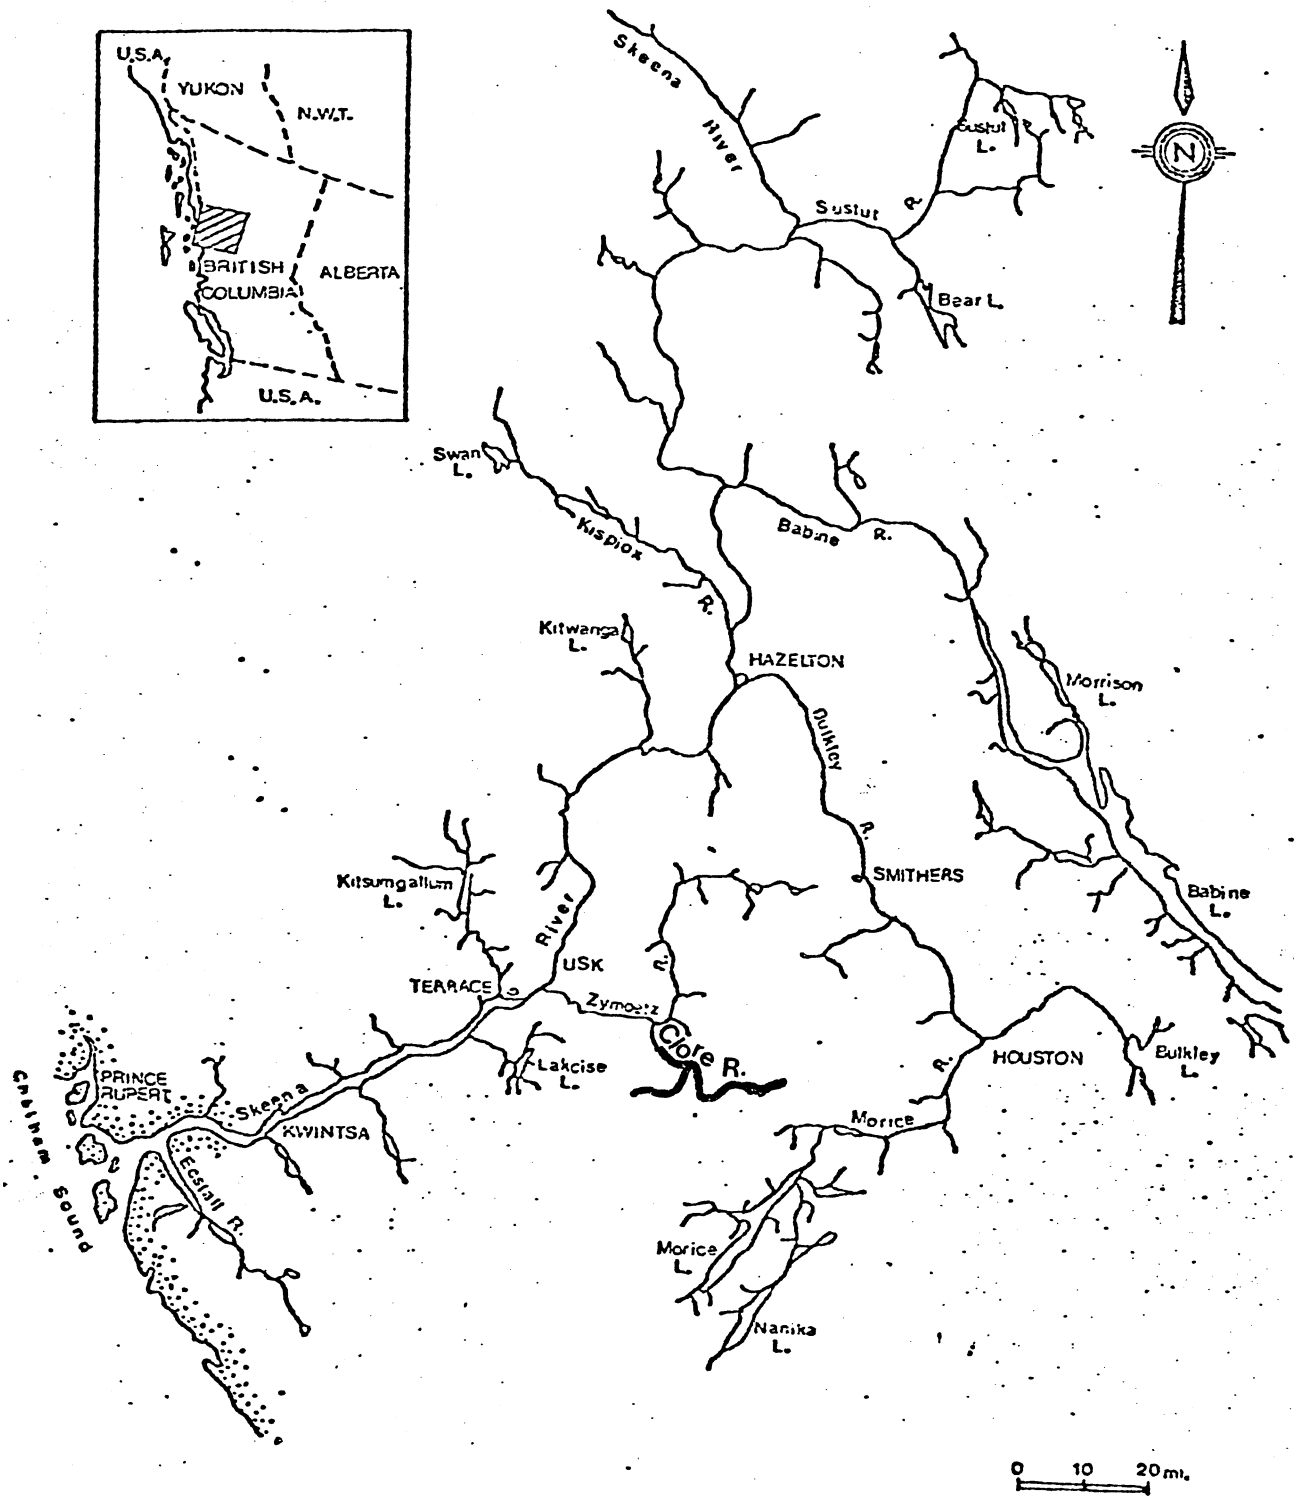 U.S.A.
YUKON
N.W.T.
BRITISH
COLUMBIA
ALBERTA
U.S.A.
Skeena
River
Sustut
L.
N
Sustut
R.
Bear L.
Swan
L.
Kispiox
R.
Babine
R.
Kitwanga
L.
HAZELTON
Morrison
L.
Bulkley
R.
SMITHERS
Kitsumgallum
L.
River
USK
TERRACE
Zymoetz
R.
Babine
L.
Clore R.
Lakelse
L.
HOUSTON
Bulkley
L.
R.
Morice
PRINCE
RUPERT
Skeena
KWINTSA
Chatham
Sound
Ecstall R.
Morice
L.
Nanika
L.
0 10 20 mi.